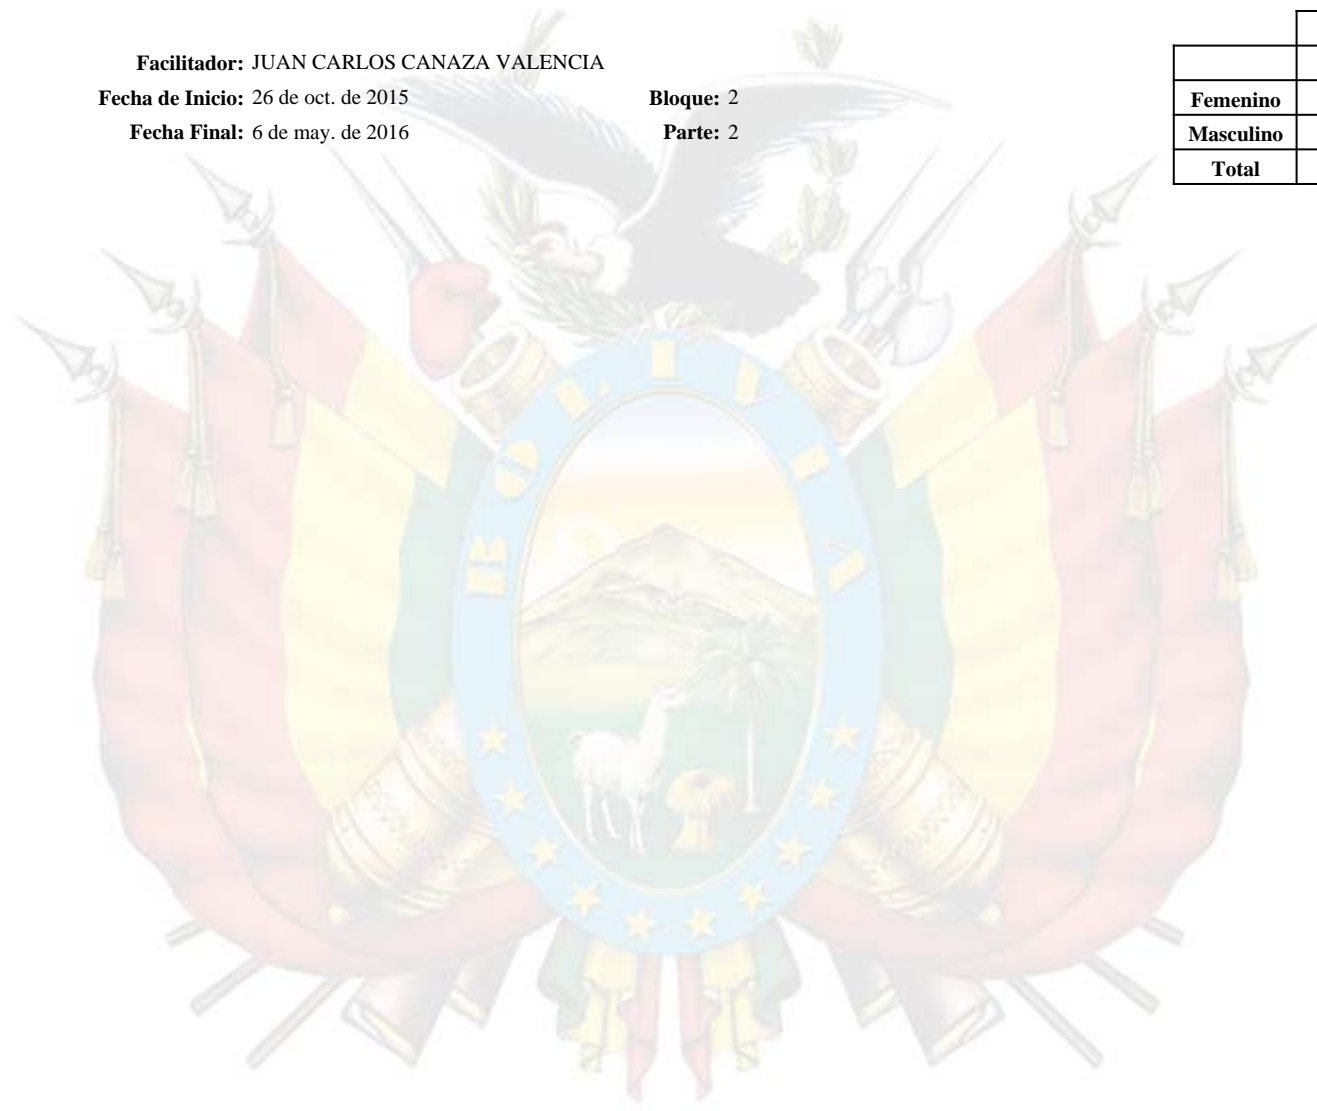 Facilitador: JUAN CARLOS CANAZA VALENCIA
Fecha de Inicio: 26 de oct. de 2015 Bloque: 2
Fecha Final: 6 de may. de 2016 Parte: 2
Femenino
Masculino
Total
BOLIVIA